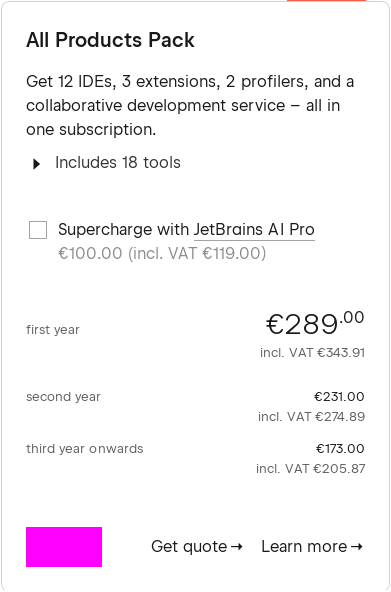 All Products Pack
Get 12 IDEs, 3 extensions, 2 profilers, and a
collaborative development service – all in
one subscription.
Includes 18 tools
Supercharge with JetBrains AI Pro
€100.00 (incl. VAT €119.00)
first year €289.00
incl. VAT €343.91
second year €231.00
incl. VAT €274.89
third year onwards €173.00
incl. VAT €205.87
Get quote → Learn more →